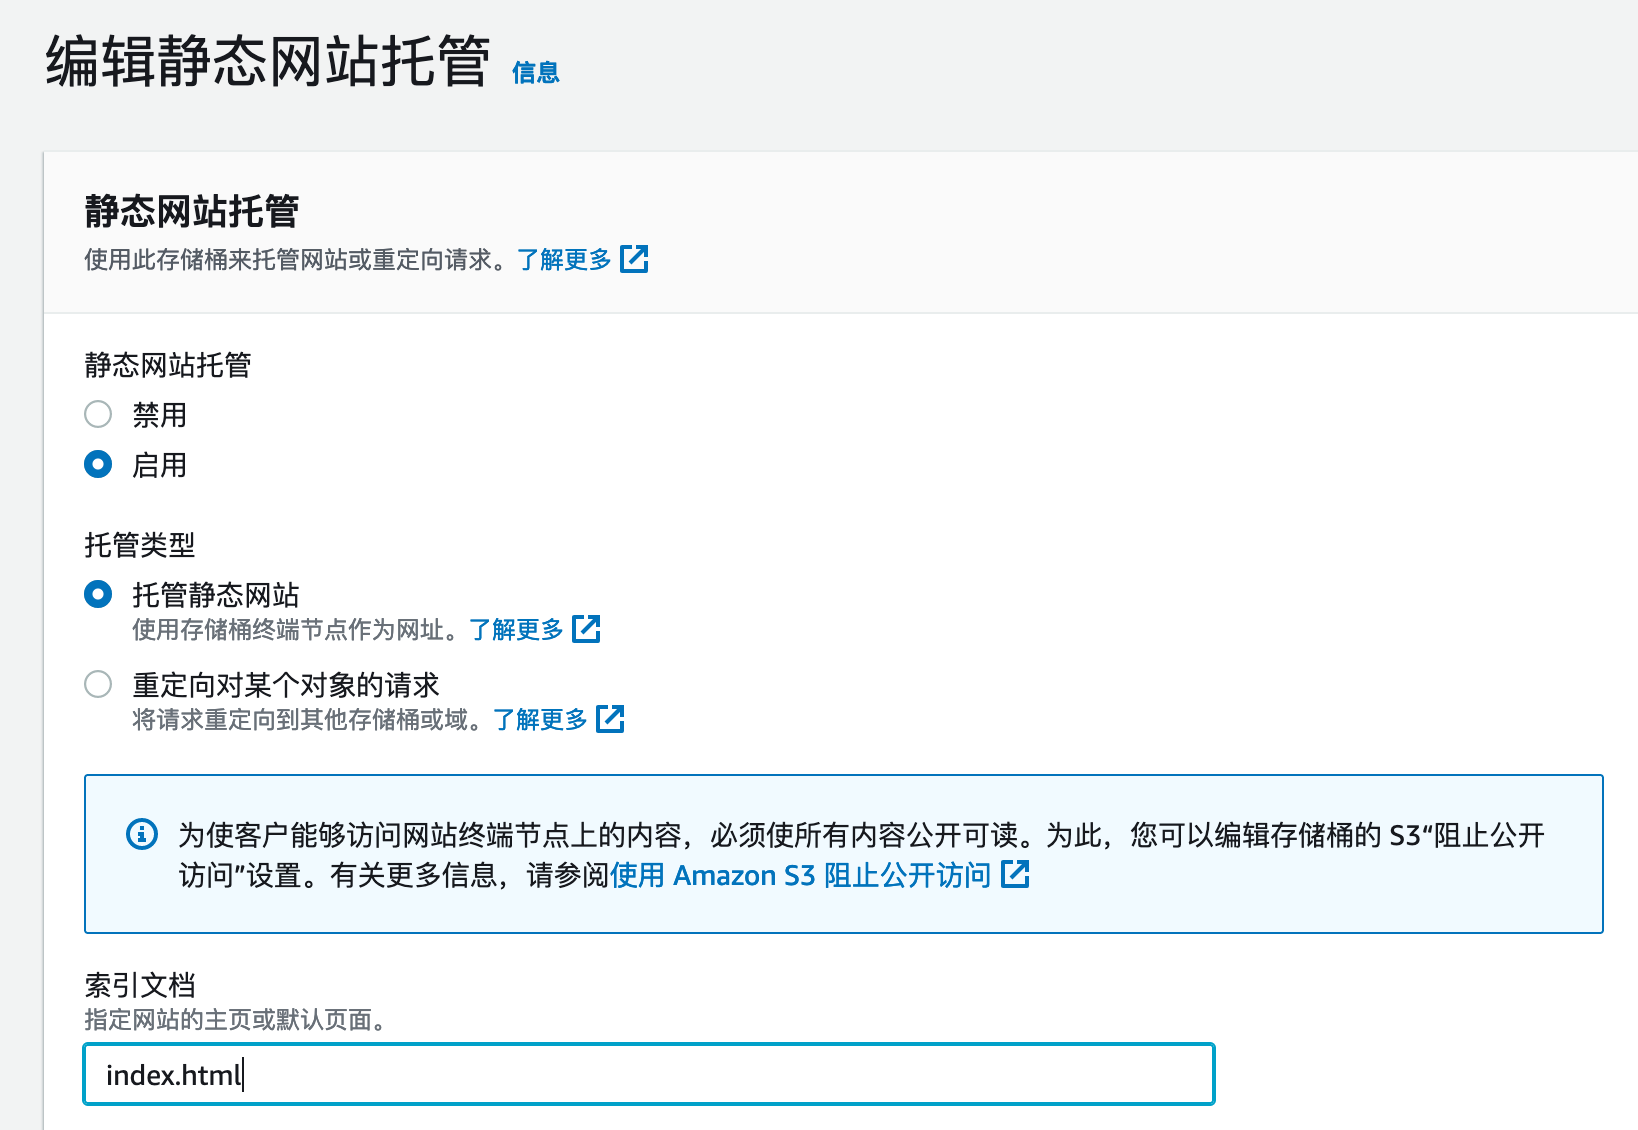 编辑静态网站托管 信息
静态网站托管
使用此存储桶来托管网站或重定向请求。了解更多
静态网站托管
禁用
启用
托管类型
托管静态网站
使用存储桶终端节点作为网址。了解更多
重定向对某个对象的请求
将请求重定向到其他存储桶或域。了解更多
为使客户能够访问网站终端节点上的内容，必须使所有内容公开可读。为此，您可以编辑存储桶的 S3“阻止公开
访问”设置。有关更多信息，请参阅使用 Amazon S3 阻止公开访问
索引文档
指定网站的主页或默认页面。
index.html